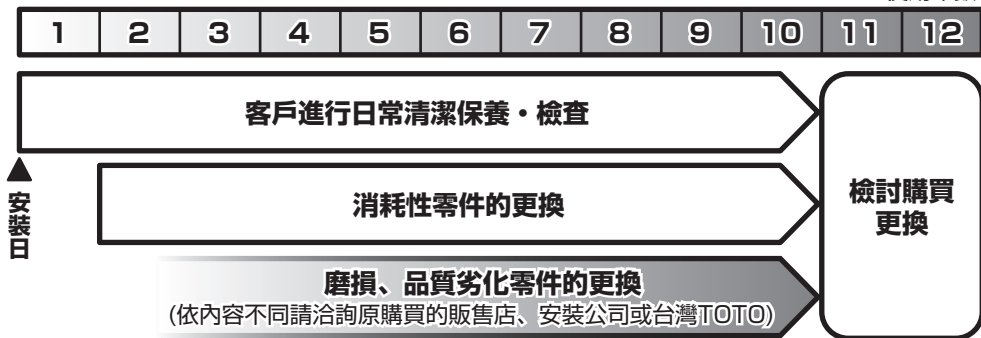 1 2 3 4 5 6 7 8 9 10 11 12
客戶進行日常清潔保養・檢查
安裝日
消耗性零件的更換
檢討購買
更換
磨損、品質劣化零件的更換
(依內容不同請洽詢原購買的販售店、安裝公司或台灣TOTO)